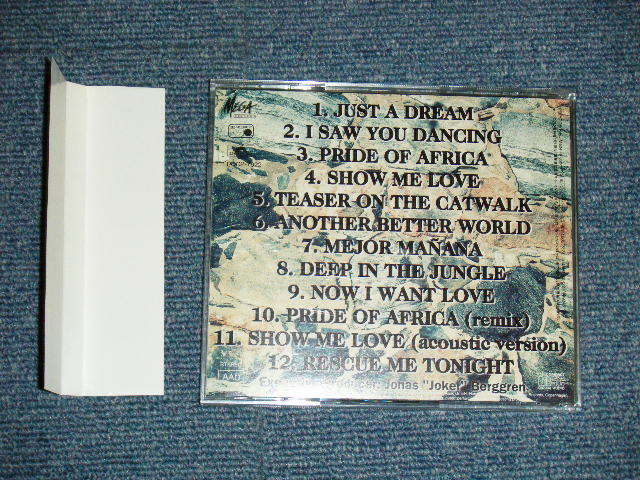 MEGA
1. JUST A DREAM
2. I SAW YOU DANCING
3. PRIDE OF AFRICA
4. SHOW ME LOVE
5. TEASER ON THE CATWALK
6. ANOTHER BETTER WORLD
7. MEJOR MAÑANA
8. DEEP IN THE JUNGLE
9. NOW I WANT LOVE
10. PRIDE OF AFRICA (remix)
11. SHOW ME LOVE (acoustic version)
12. RESCUE ME TONIGHT
Executive Producer: Jonas "Joker" Berggren